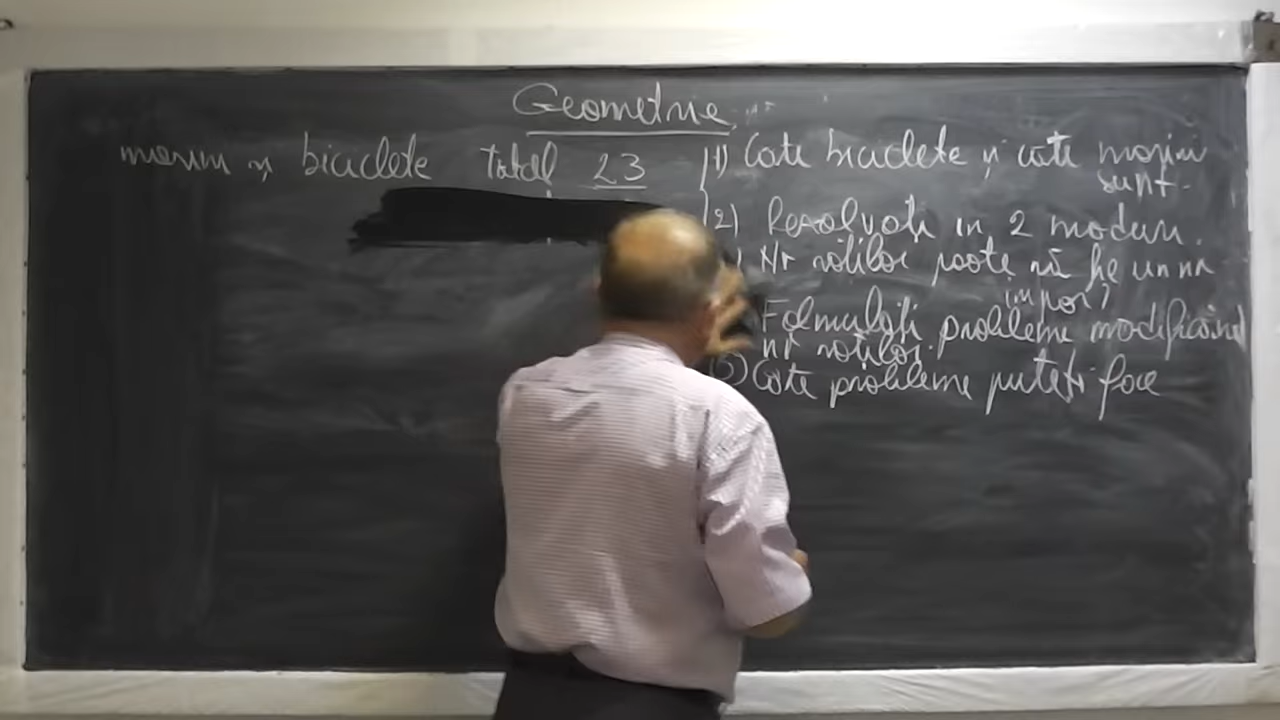 Geometrie
mașini și biciclete total 23
1) Câte biciclete și câte mașini
sunt.
2) Rezolvați in 2 moduri.
) Nr roților poate să fie un nr
impar?
Formulați probleme modificând
nr roților.
5) Câte probleme puteți face